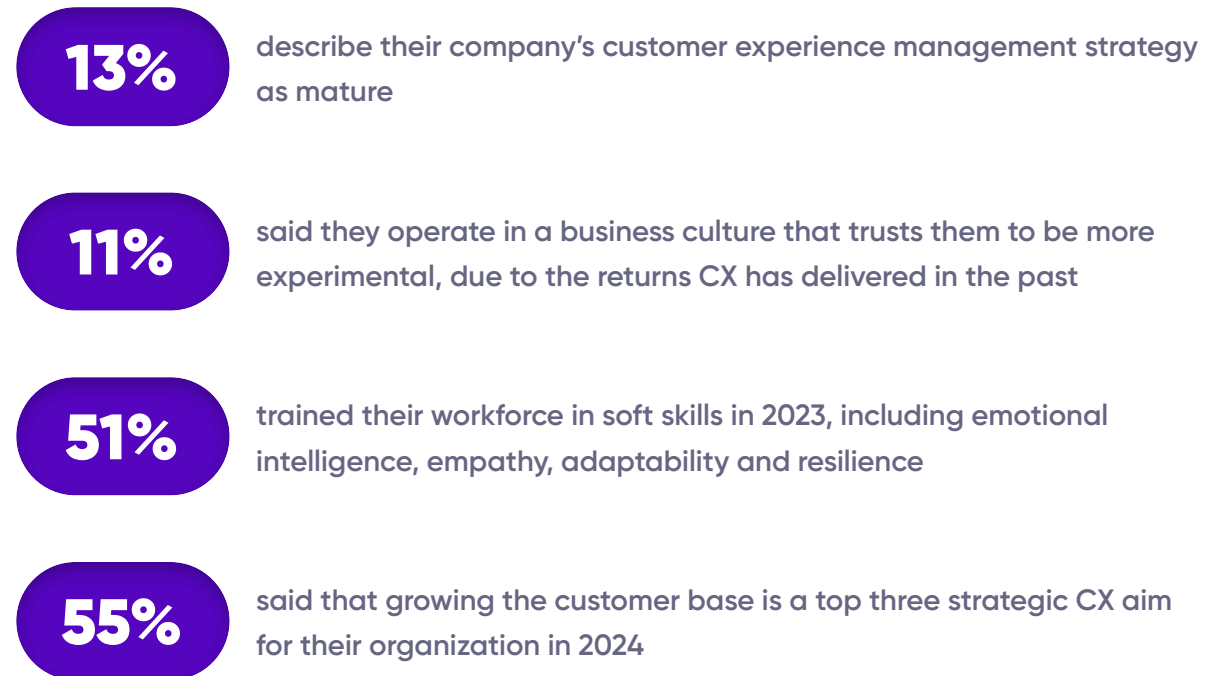 13%
describe their company’s customer experience management strategy
as mature
11%
said they operate in a business culture that trusts them to be more
experimental, due to the returns CX has delivered in the past
51%
trained their workforce in soft skills in 2023, including emotional
intelligence, empathy, adaptability and resilience
55%
said that growing the customer base is a top three strategic CX aim
for their organization in 2024